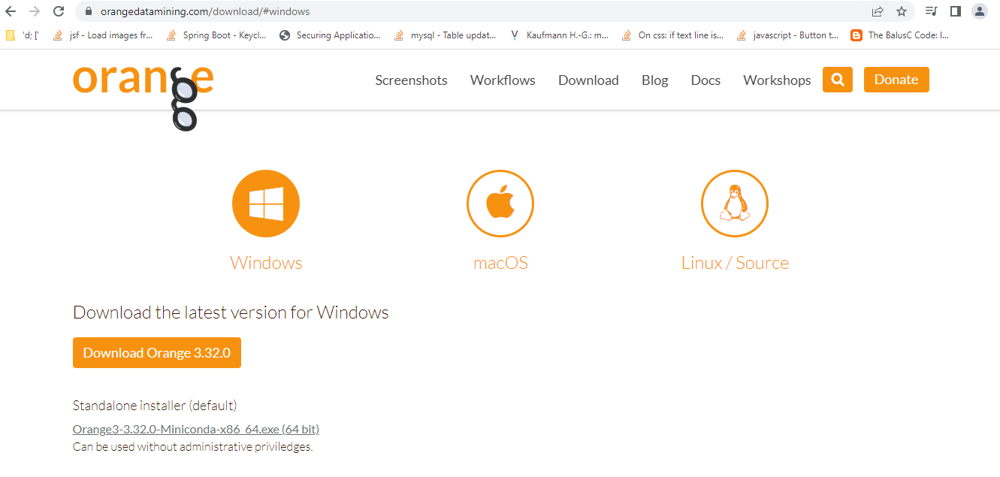 orangedatamining.com/download/#windows
'd; [' jsf - Load images fr... Spring Boot - Keycl... Securing Applicatio... mysql - Table updat... Kaufmann H.-G.: m... On css: if text line is... javascript - Button t... The BalusC Code: I...
orange Screenshots Workflows Download Blog Docs Workshops Donate
Windows macOS Linux / Source
Download the latest version for Windows
Download Orange 3.32.0
Standalone installer (default)
Orange3-3.32.0-Miniconda-x86_64.exe (64 bit)
Can be used without administrative priviledges.